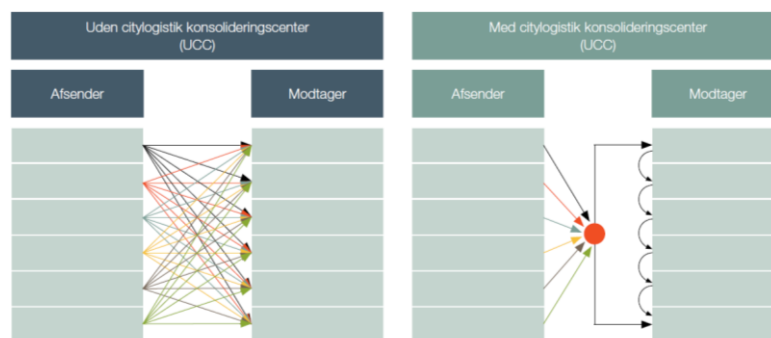 Uden citylogistik konsolideringscenter
(UCC)
Afsender
Modtager
Med citylogistik konsolideringscenter
(UCC)
Afsender
Modtager